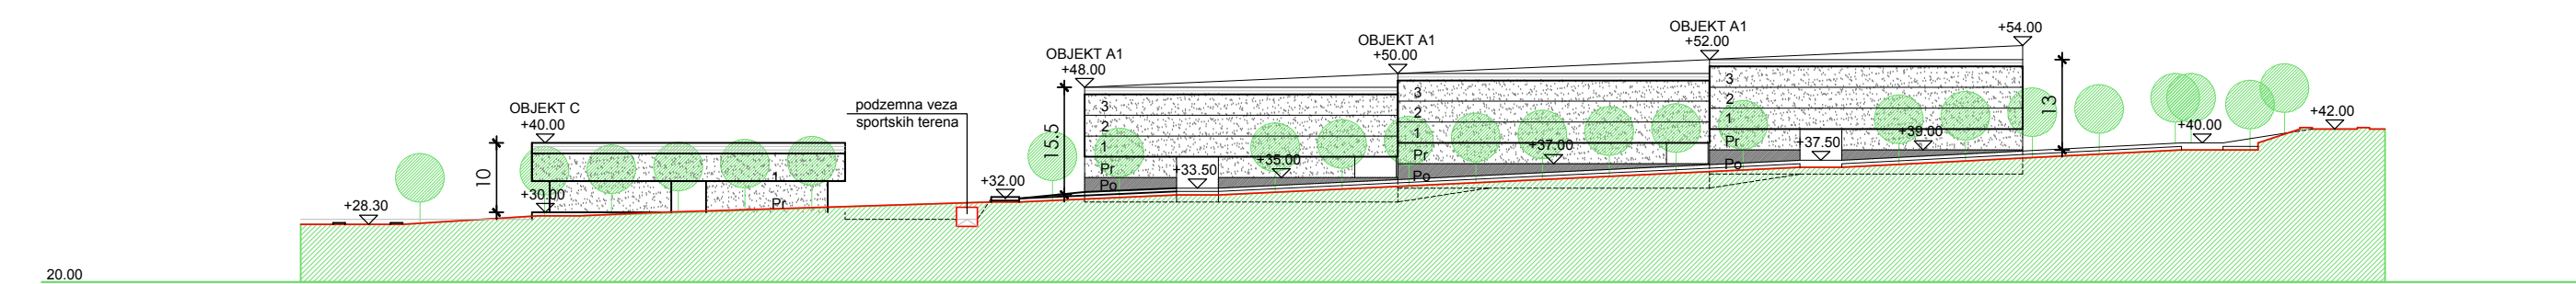 OBJEKT C
+40.00
10
+30.00
1
Pr
+28.30
20.00
podzemna veza
sportskih terena
+32.00
OBJEKT A1
+48.00
15.5
3
2
1
Pr
Po
+33.50
+35.00
OBJEKT A1
+50.00
3
2
1
Pr
Po
+37.00
OBJEKT A1
+52.00
3
2
1
Pr
Po
+37.50
+39.00
+54.00
13
+40.00
+42.00